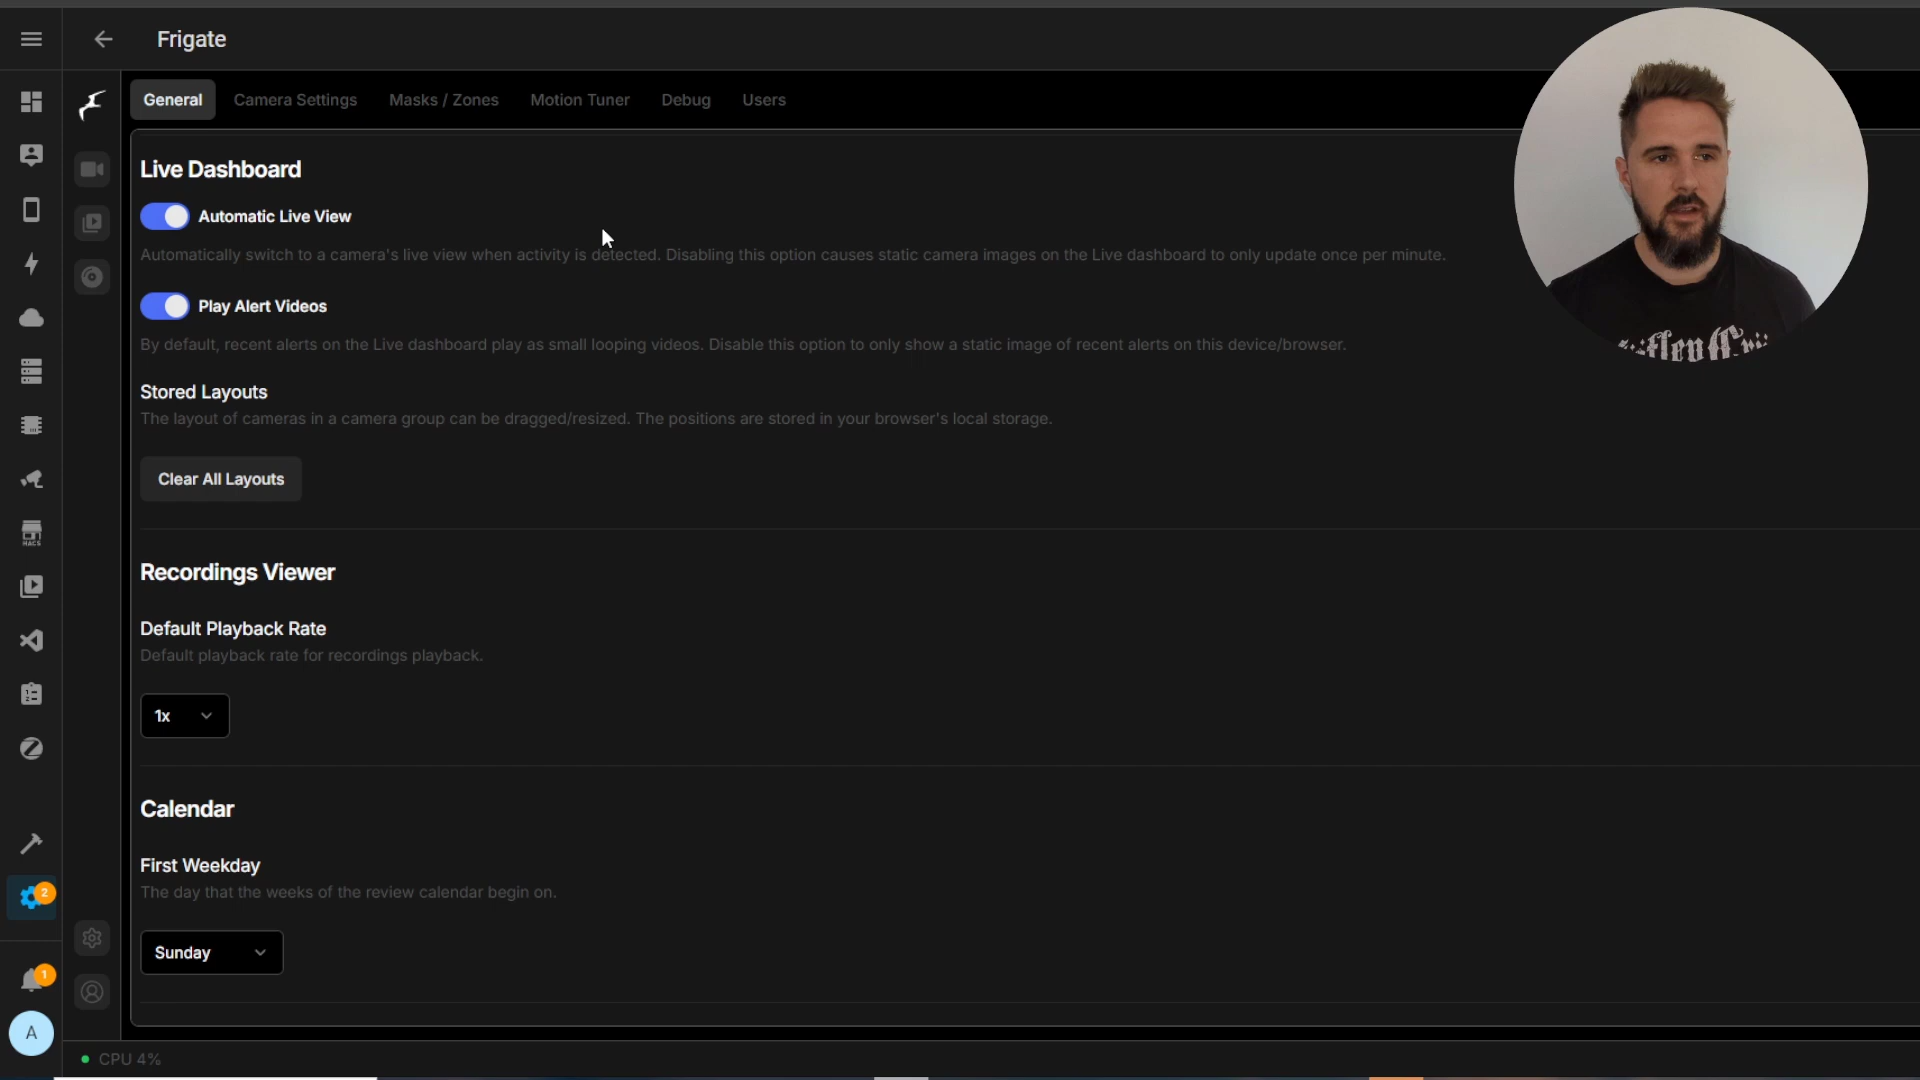 Frigate
General Camera Settings Masks / Zones Motion Tuner Debug Users
Live Dashboard
Automatic Live View
Automatically switch to a camera's live view when activity is detected. Disabling this option causes static camera images on the Live dashboard to only update once per minute.
Play Alert Videos
By default, recent alerts on the Live dashboard play as small looping videos. Disable this option to only show a static image of recent alerts on this device/browser.
Stored Layouts
The layout of cameras in a camera group can be dragged/resized. The positions are stored in your browser's local storage.
Clear All Layouts
HACS
Recordings Viewer
Default Playback Rate
Default playback rate for recordings playback.
1x
Calendar
First Weekday
The day that the weeks of the review calendar begin on.
2
Sunday
1
A
CPU 4%